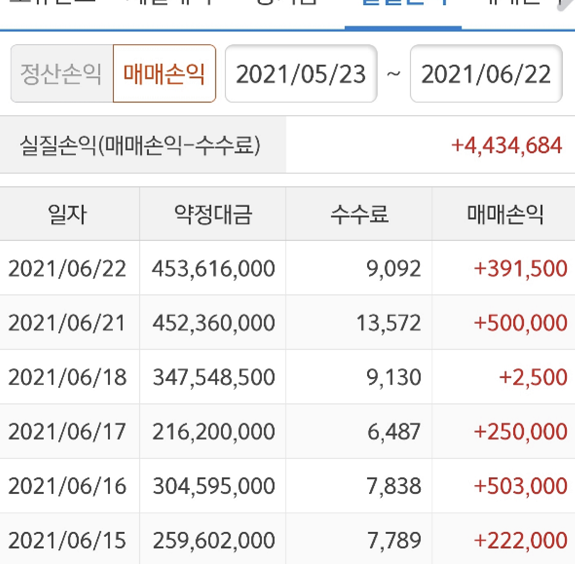 정산손익 매매손익 2021/05/23 ~ 2021/06/22
실질손익(매매손익-수수료) +4,434,684
일자 약정대금 수수료 매매손익
2021/06/22 453,616,000 9,092 +391,500
2021/06/21 452,360,000 13,572 +500,000
2021/06/18 347,548,500 9,130 +2,500
2021/06/17 216,200,000 6,487 +250,000
2021/06/16 304,595,000 7,838 +503,000
2021/06/15 259,602,000 7,789 +222,000